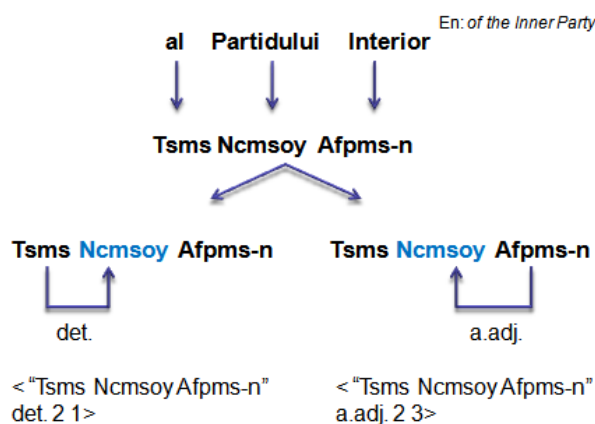 En: of the Inner Party
al Partidului Interior
Tsms Ncmsoy Afpms-n
Tsms Ncmsoy Afpms-n
det.
< “Tsms Ncmsoy Afpms-n”
det. 2 1>
Tsms Ncmsoy Afpms-n
a.adj.
< “Tsms Ncmsoy Afpms-n”
a.adj. 2 3>